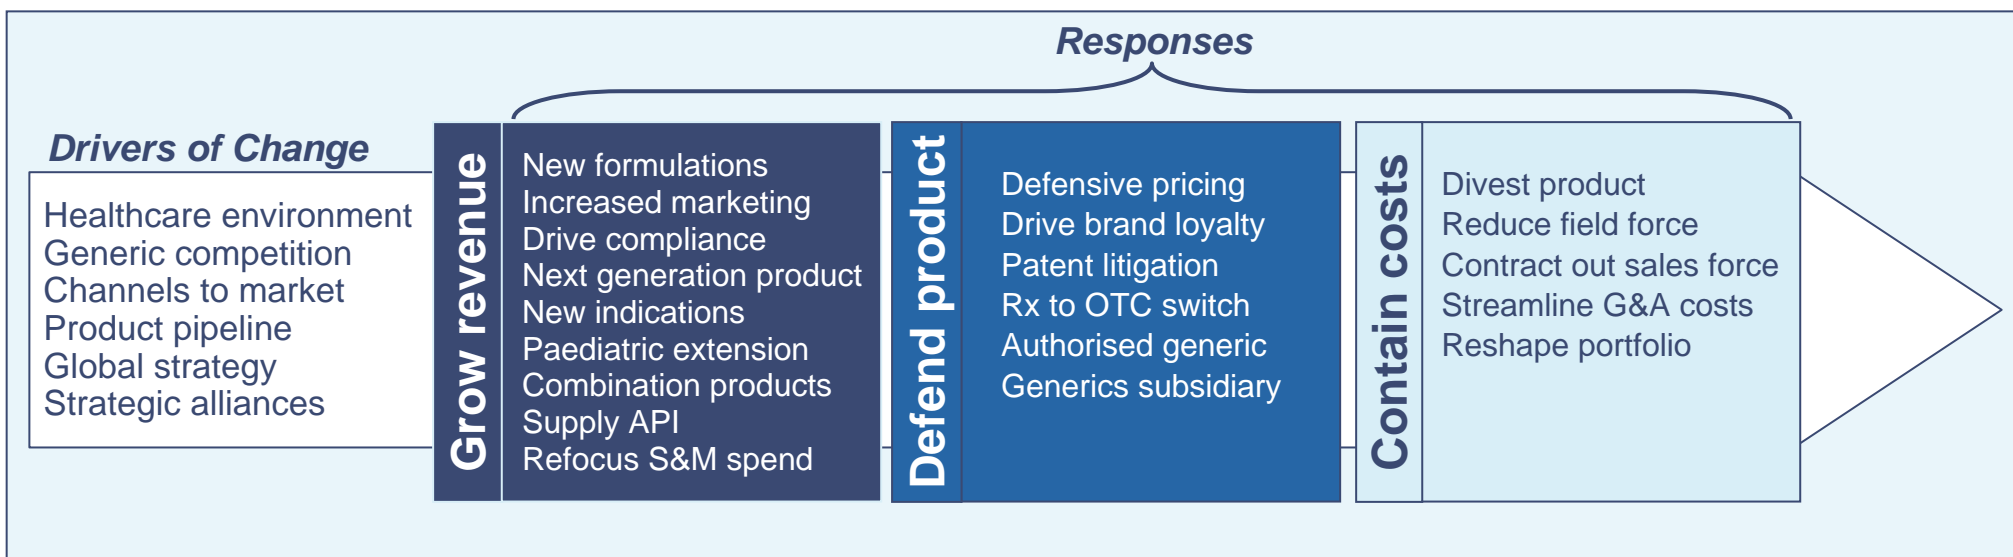 Responses
Drivers of Change
Healthcare environment
Generic competition
Channels to market
Product pipeline
Global strategy
Strategic alliances
Grow revenue
New formulations
Increased marketing
Drive compliance
Next generation product
New indications
Paediatric extension
Combination products
Supply API
Refocus S&M spend
Defend product
Defensive pricing
Drive brand loyalty
Patent litigation
Rx to OTC switch
Authorised generic
Generics subsidiary
Contain costs
Divest product
Reduce field force
Contract out sales force
Streamline G&A costs
Reshape portfolio